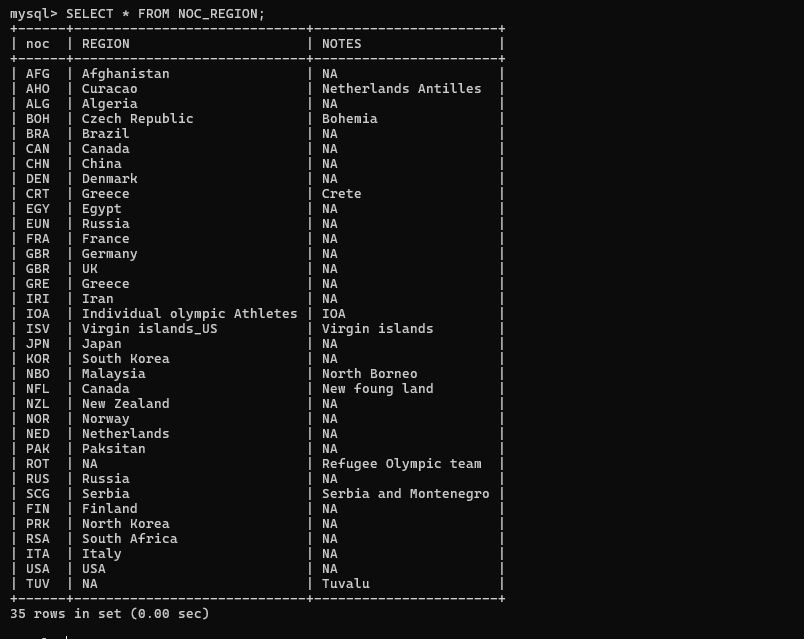 mysql> SELECT * FROM NOC_REGION;
+------+-----------------------------+-----------------------+
| noc  | REGION                      | NOTES                 |
+------+-----------------------------+-----------------------+
| AFG  | Afghanistan                 | NA                    |
| AHO  | Curacao                     | Netherlands Antilles  |
| ALG  | Algeria                     | NA                    |
| BOH  | Czech Republic              | Bohemia               |
| BRA  | Brazil                      | NA                    |
| CAN  | Canada                      | NA                    |
| CHN  | China                       | NA                    |
| DEN  | Denmark                     | NA                    |
| CRT  | Greece                      | Crete                 |
| EGY  | Egypt                       | NA                    |
| EUN  | Russia                      | NA                    |
| FRA  | France                      | NA                    |
| GBR  | Germany                     | NA                    |
| GBR  | UK                          | NA                    |
| GRE  | Greece                      | NA                    |
| IRI  | Iran                        | NA                    |
| IOA  | Individual olympic Athletes | IOA                   |
| ISV  | Virgin islands_US           | Virgin islands        |
| JPN  | Japan                       | NA                    |
| KOR  | South Korea                 | NA                    |
| NBO  | Malaysia                    | North Borneo          |
| NFL  | Canada                      | New foung land        |
| NZL  | New Zealand                 | NA                    |
| NOR  | Norway                      | NA                    |
| NED  | Netherlands                 | NA                    |
| PAK  | Paksitan                    | NA                    |
| ROT  | NA                          | Refugee Olympic team  |
| RUS  | Russia                      | NA                    |
| SCG  | Serbia                      | Serbia and Montenegro |
| FIN  | Finland                     | NA                    |
| PRK  | North Korea                 | NA                    |
| RSA  | South Africa                | NA                    |
| ITA  | Italy                       | NA                    |
| USA  | USA                         | NA                    |
| TUV  | NA                          | Tuvalu                |
+------+-----------------------------+-----------------------+
35 rows in set (0.00 sec)